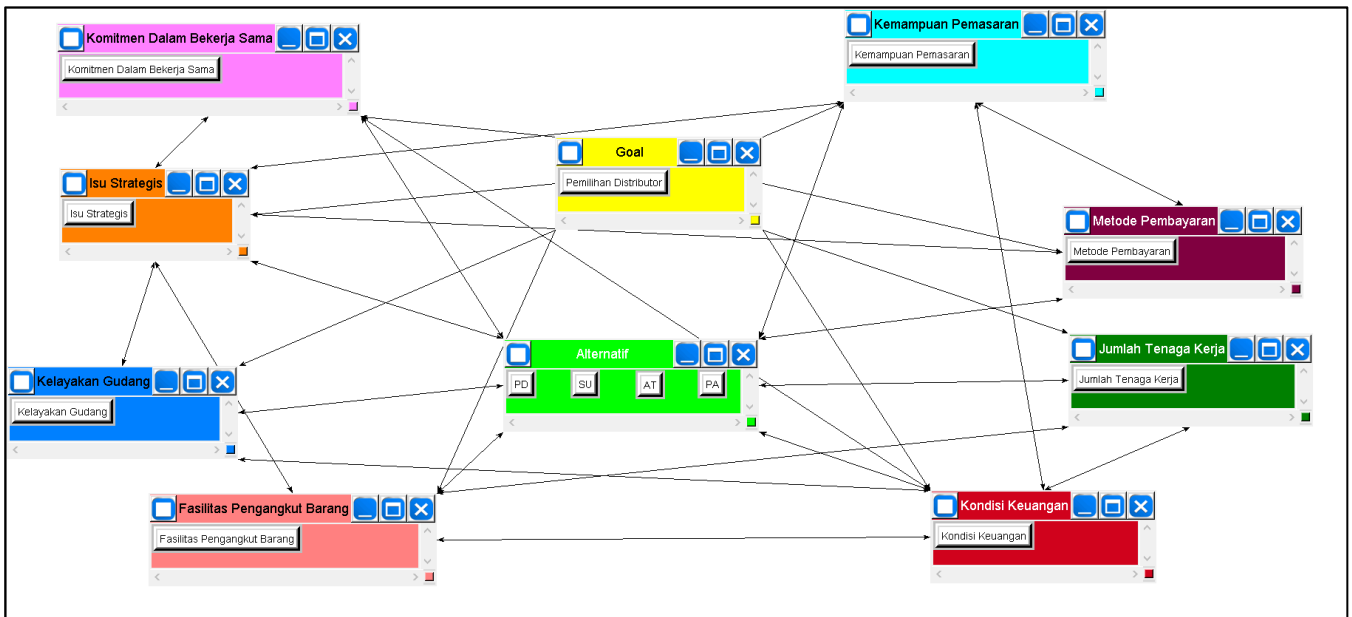 Komitmen Dalam Bekerja Sama
Komitmen Dalam Bekerja Sama
Kemampuan Pemasaran
Kemampuan Pemasaran
Goal
Pemilihan Distributor
Isu Strategis
Isu Strategis
Metode Pembayaran
Metode Pembayaran
Alternatif
PD SU AT PA
Jumlah Tenaga Kerja
Jumlah Tenaga Kerja
Kelayakan Gudang
Kelayakan Gudang
Fasilitas Pengangkut Barang
Fasilitas Pengangkut Barang
Kondisi Keuangan
Kondisi Keuangan